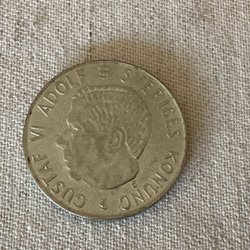 GUSTAF VI ADOLF SVERIGES KONUNG